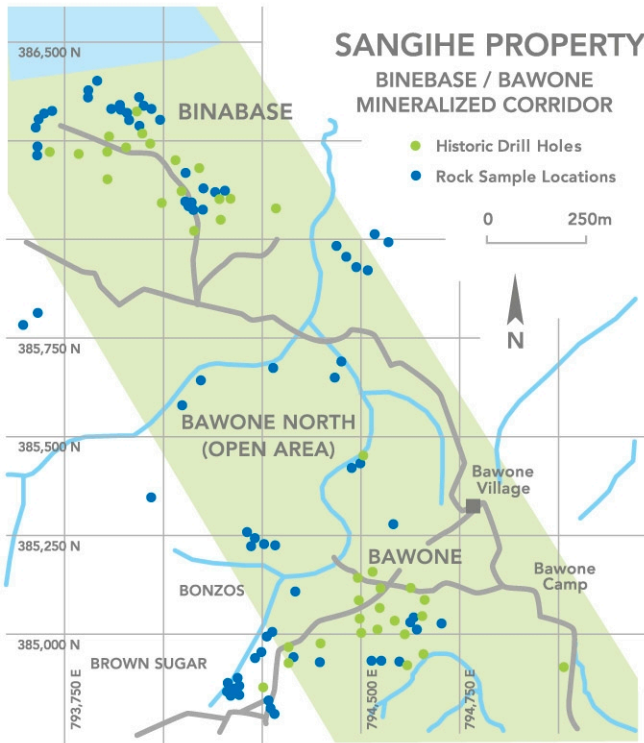 SANGIHE PROPERTY
BINEBASE / BAWONE
MINERALIZED CORRIDOR
Historic Drill Holes
Rock Sample Locations
0 250m
N
386,500 N
BINABASE
385,750 N
385,500 N
BAWONE NORTH
(OPEN AREA)
Bawone
Village
385,250 N
BAWONE
Bawone
Camp
BONZOS
385,000 N
BROWN SUGAR
793,750 E
794,500 E
794,750 E